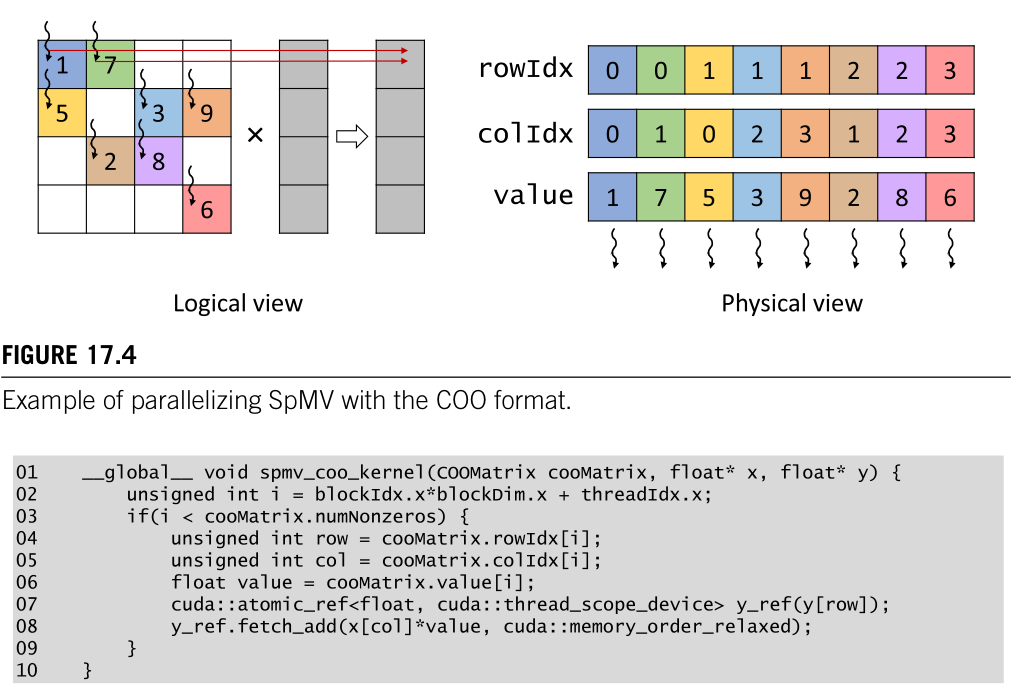 1 7
5 3 9
2 8
6
×
Logical view
rowIdx 0 0 1 1 1 2 2 3
colIdx 0 1 0 2 3 1 2 3
value 1 7 5 3 9 2 8 6
Physical view
FIGURE 17.4
Example of parallelizing SpMV with the COO format.
01 __global__ void spmv_coo_kernel(COOMatrix cooMatrix, float* x, float* y) {
02 unsigned int i = blockIdx.x*blockDim.x + threadIdx.x;
03 if(i < cooMatrix.numNonzeros) {
04 unsigned int row = cooMatrix.rowIdx[i];
05 unsigned int col = cooMatrix.colIdx[i];
06 float value = cooMatrix.value[i];
07 cuda::atomic_ref<float, cuda::thread_scope_device> y_ref(y[row]);
08 y_ref.fetch_add(x[col]*value, cuda::memory_order_relaxed);
09 }
10 }